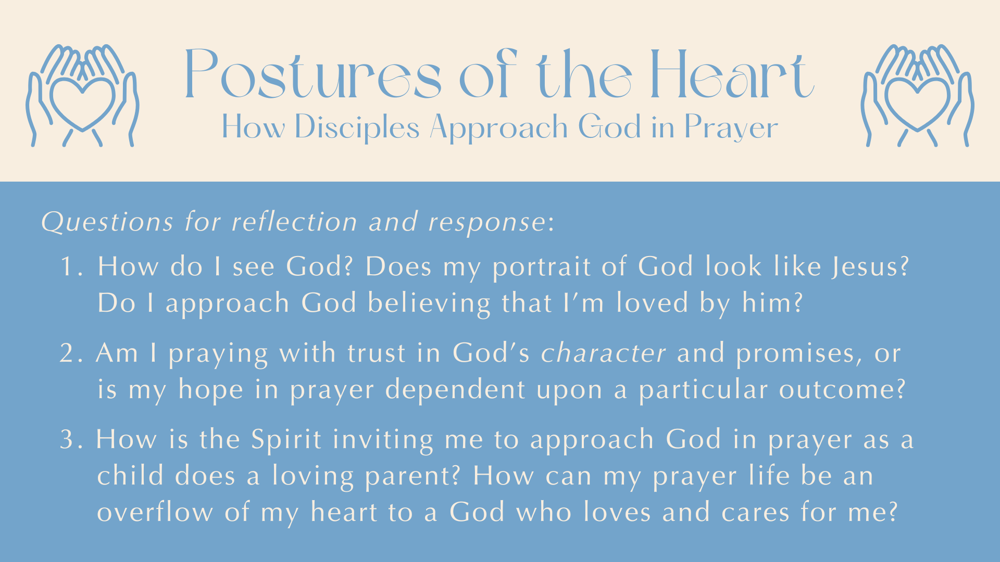 Postures of the Heart
How Disciples Approach God in Prayer
Questions for reflection and response:
1. How do I see God? Does my portrait of God look like Jesus?
Do I approach God believing that I’m loved by him?
2. Am I praying with trust in God’s character and promises, or
is my hope in prayer dependent upon a particular outcome?
3. How is the Spirit inviting me to approach God in prayer as a
child does a loving parent? How can my prayer life be an
overflow of my heart to a God who loves and cares for me?